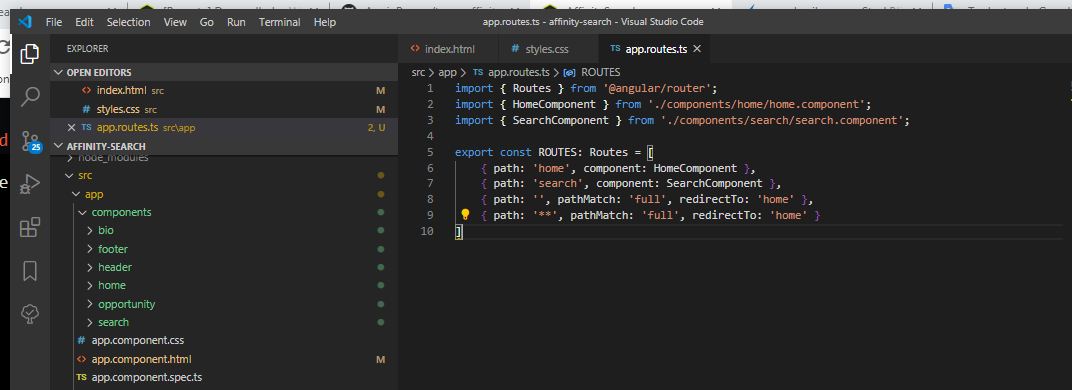 File Edit Selection View Go Run Terminal Help
app.routes.ts - affinity-search - Visual Studio Code
EXPLORER
OPEN EDITORS
index.html src M
styles.css src M
app.routes.ts src\app 2, U
AFFINITY-SEARCH
node_modules
src
app
components
bio
footer
header
home
opportunity
search
app.component.css
app.component.html M
app.component.spec.ts
25
index.html
styles.css
TS app.routes.ts
src > app > TS app.routes.ts > ROUTES
1 import { Routes } from '@angular/router';
2 import { HomeComponent } from './components/home/home.component';
3 import { SearchComponent } from './components/search/search.component';
4
5 export const ROUTES: Routes = [
6 { path: 'home', component: HomeComponent },
7 { path: 'search', component: SearchComponent },
8 { path: '', pathMatch: 'full', redirectTo: 'home' },
9 { path: '**', pathMatch: 'full', redirectTo: 'home' }
10 ]